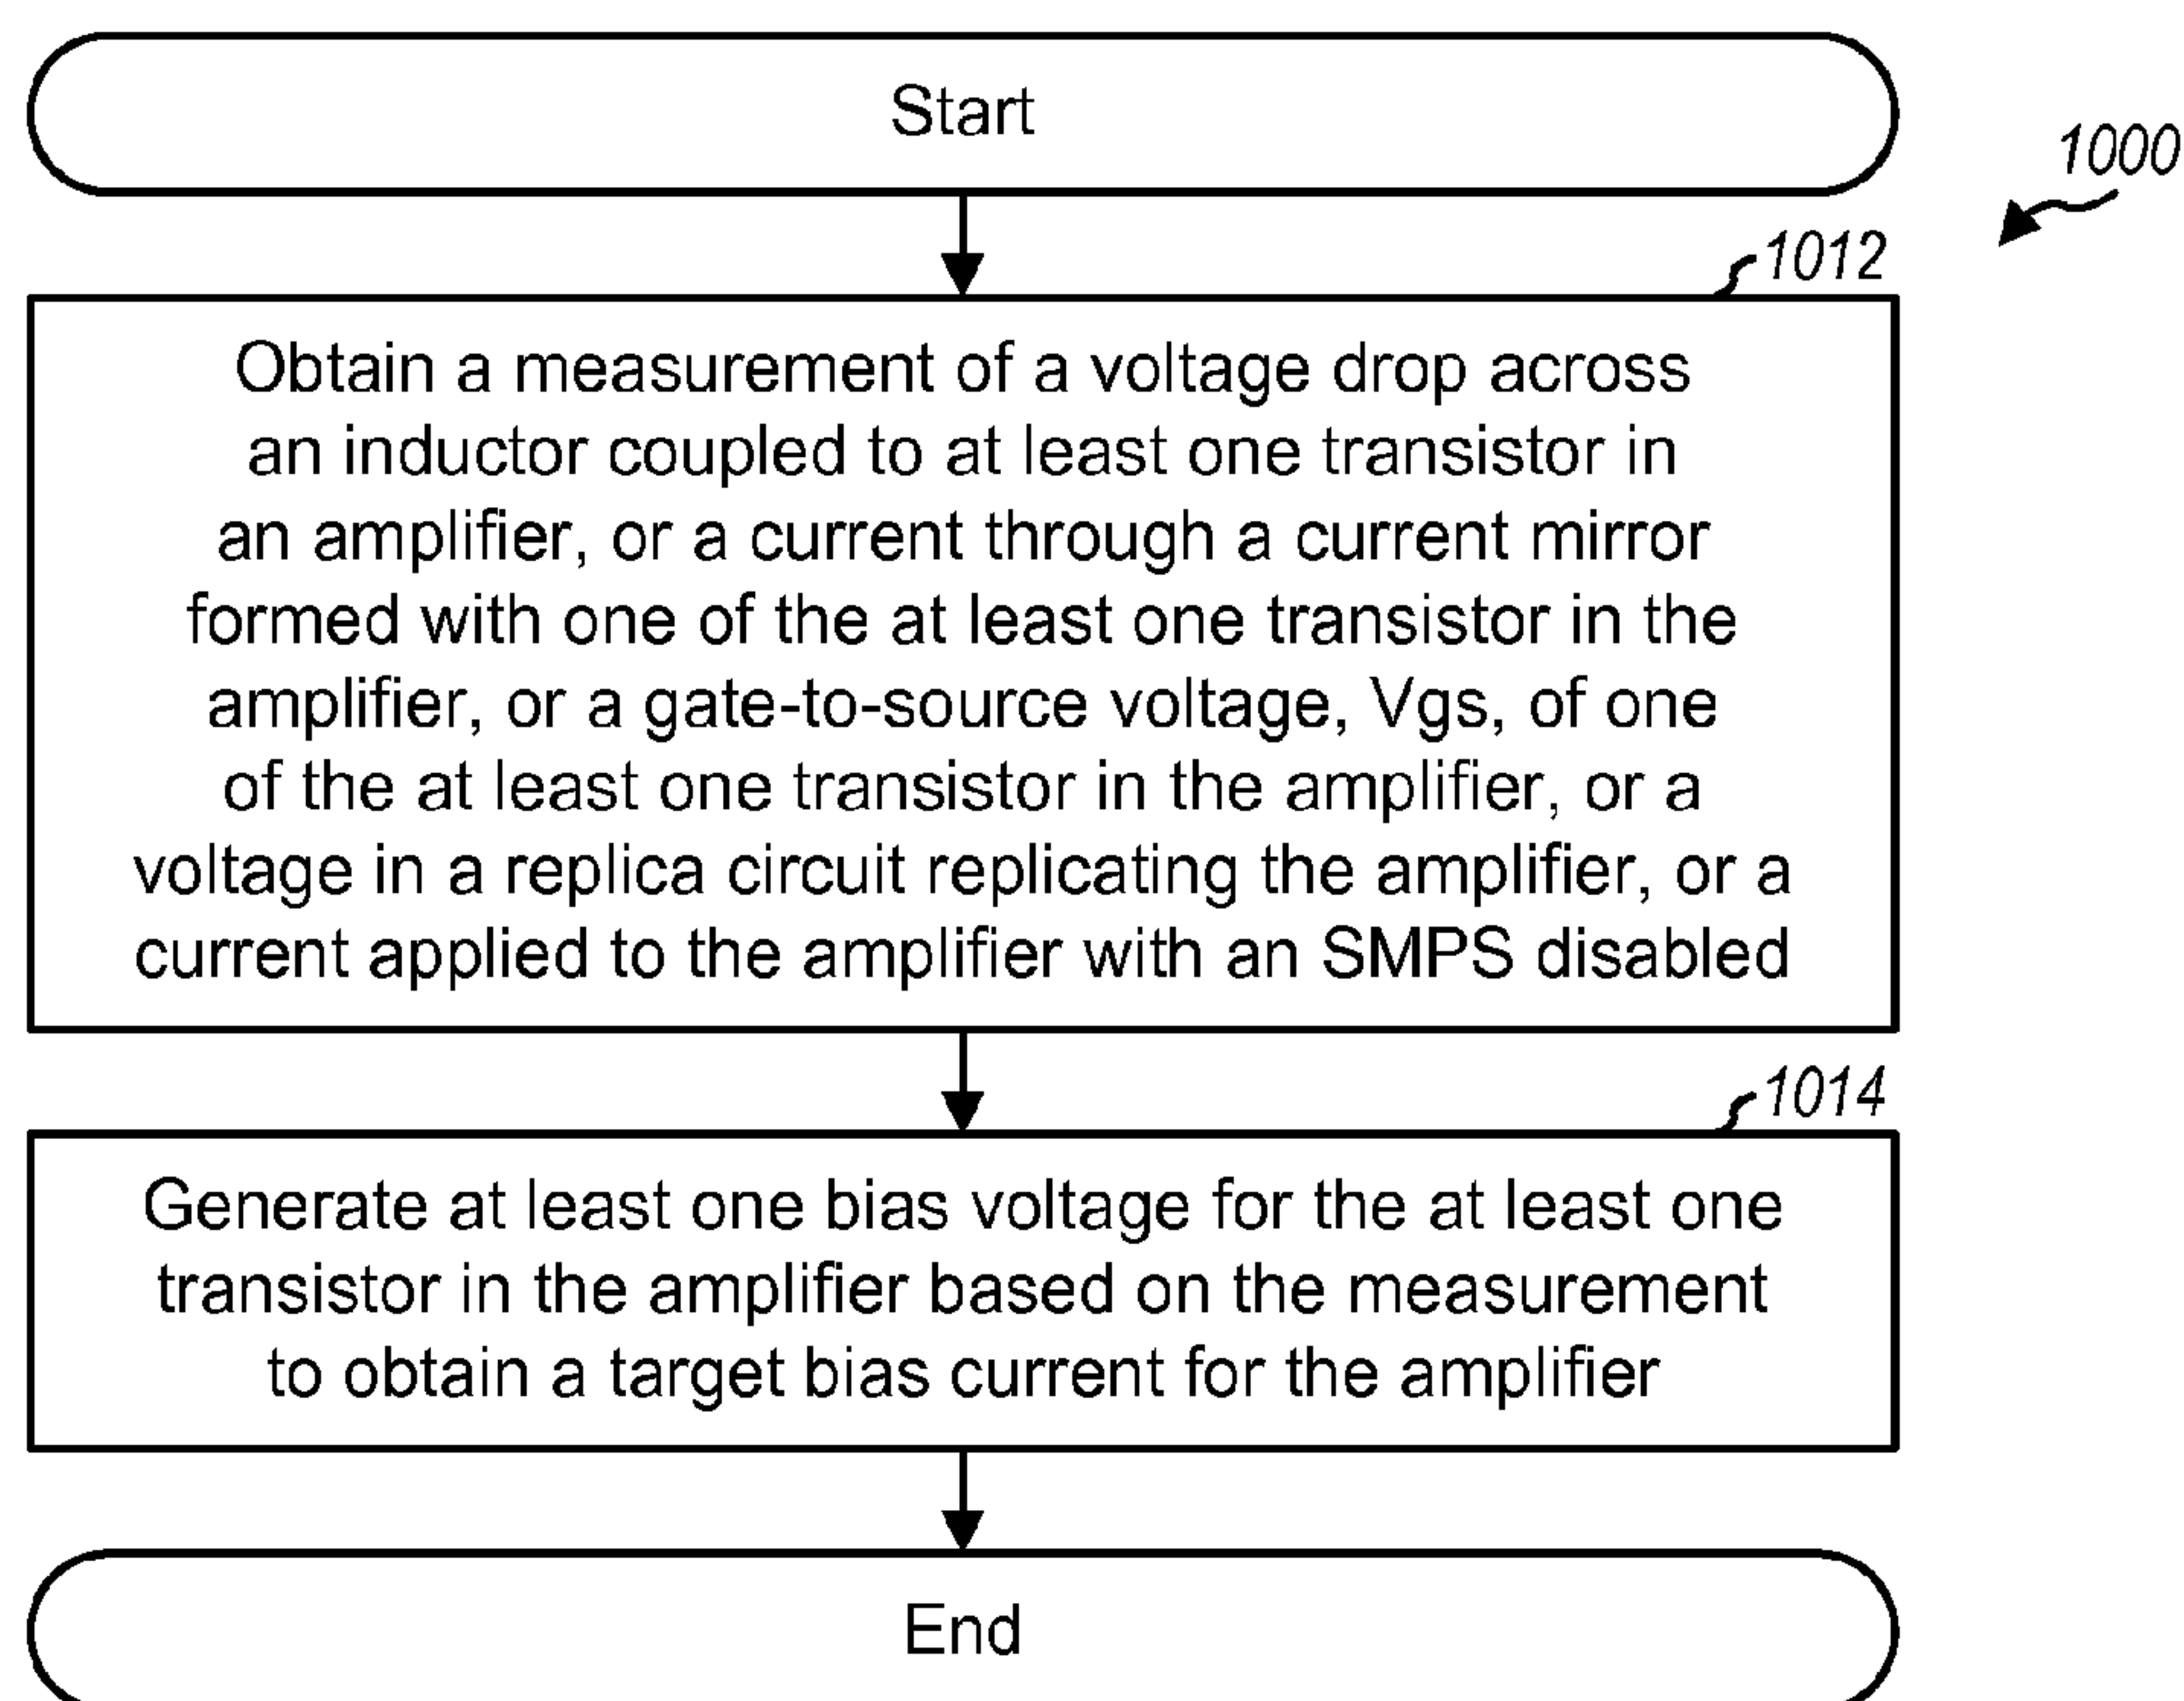 Start
1000
1012
Obtain a measurement of a voltage drop across
an inductor coupled to at least one transistor in
an amplifier, or a current through a current mirror
formed with one of the at least one transistor in the
amplifier, or a gate-to-source voltage, Vgs, of one
of the at least one transistor in the amplifier, or a
voltage in a replica circuit replicating the amplifier, or a
current applied to the amplifier with an SMPS disabled
1014
Generate at least one bias voltage for the at least one
transistor in the amplifier based on the measurement
to obtain a target bias current for the amplifier
End